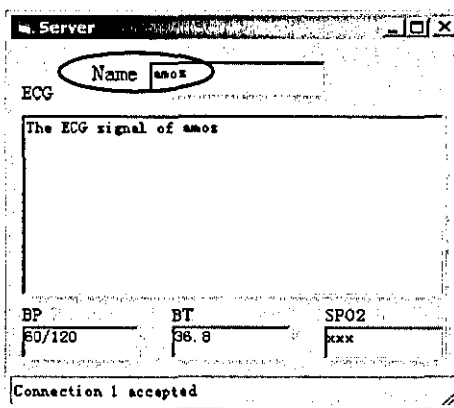 Server
Name amos
ECG
The ECG signal of amos
BP BT SPO2
80/120 36.8 xxx
Connection 1 accepted